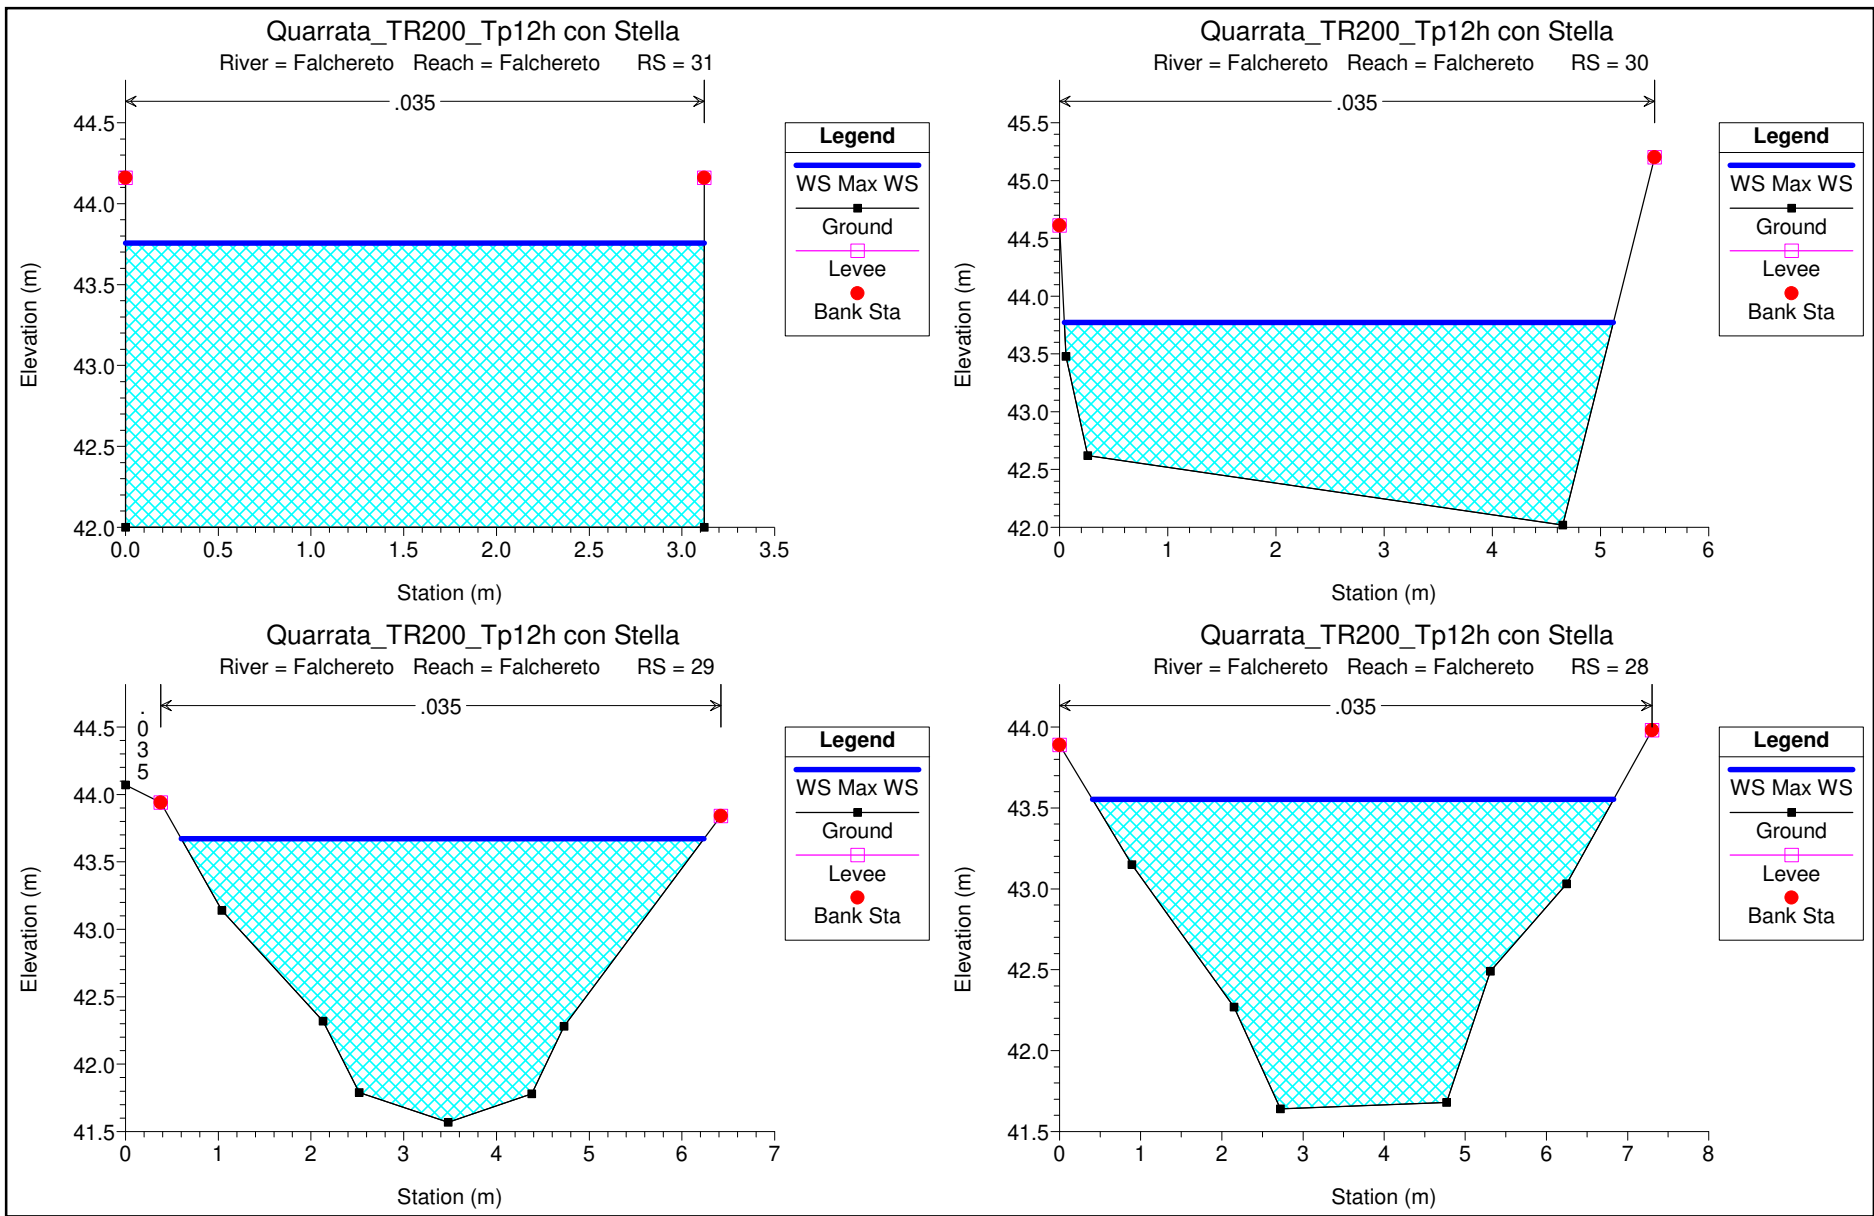 Quarrata_TR200_Tp12h con Stella
River = Falchereto Reach = Falchereto RS = 31
.035
44.5
44.0
43.5
43.0
42.5
42.0
Elevation (m)
0.0 0.5 1.0 1.5 2.0 2.5 3.0 3.5
Station (m)
Legend
WS Max WS
Ground
Levee
Bank Sta
Quarrata_TR200_Tp12h con Stella
River = Falchereto Reach = Falchereto RS = 30
.035
45.5
45.0
44.5
44.0
43.5
43.0
42.5
42.0
Elevation (m)
0 1 2 3 4 5 6
Station (m)
Legend
WS Max WS
Ground
Levee
Bank Sta
Quarrata_TR200_Tp12h con Stella
River = Falchereto Reach = Falchereto RS = 29
.035
.035
44.5
44.0
43.5
43.0
42.5
42.0
41.5
Elevation (m)
0 1 2 3 4 5 6 7
Station (m)
Legend
WS Max WS
Ground
Levee
Bank Sta
Quarrata_TR200_Tp12h con Stella
River = Falchereto Reach = Falchereto RS = 28
.035
44.0
43.5
43.0
42.5
42.0
41.5
Elevation (m)
0 1 2 3 4 5 6 7 8
Station (m)
Legend
WS Max WS
Ground
Levee
Bank Sta